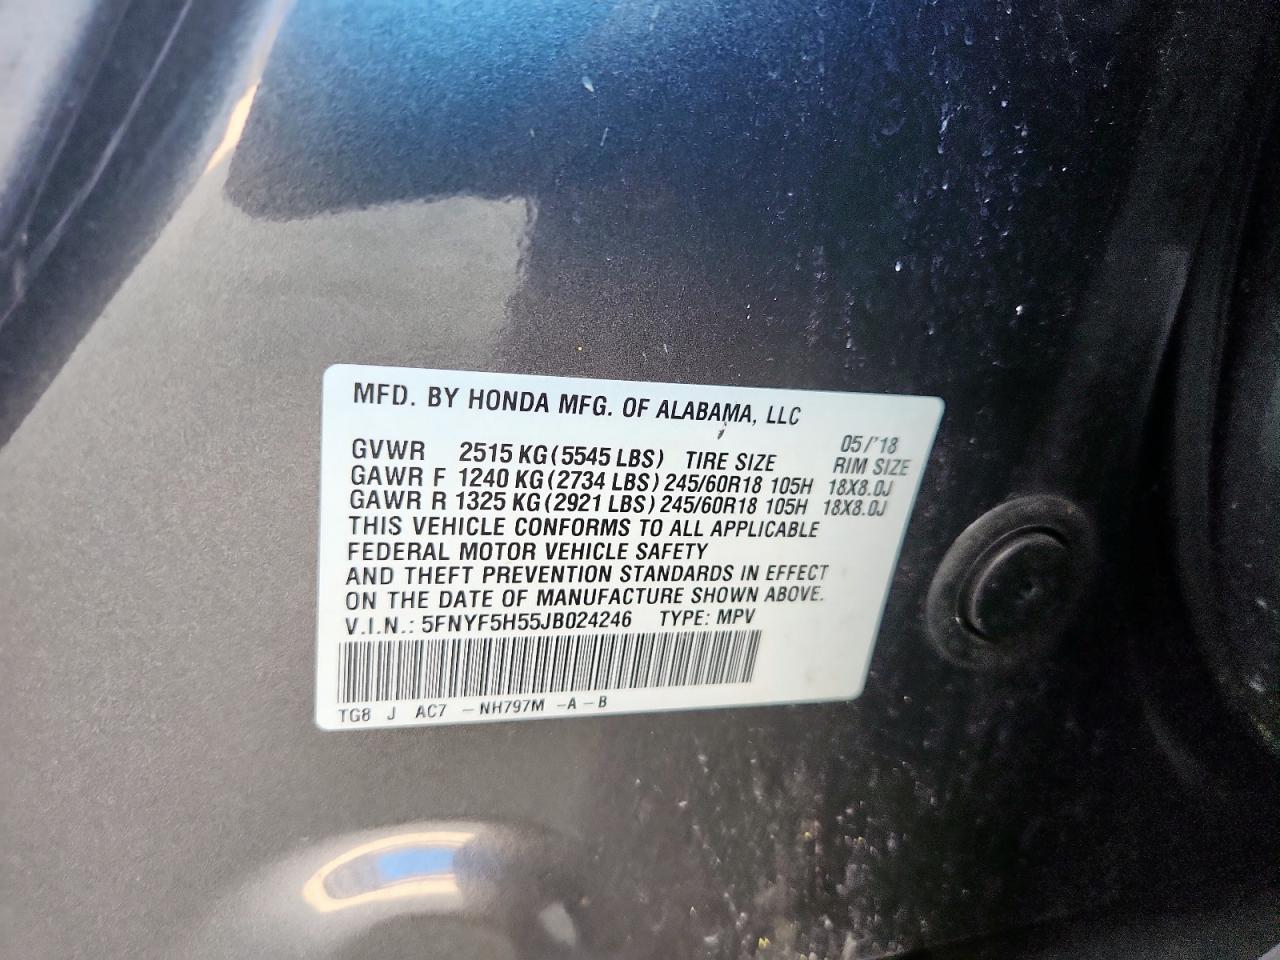 MFD. BY HONDA MFG. OF ALABAMA, LLC
05/'18
GVWR 2515 KG (5545 LBS) TIRE SIZE RIM SIZE
GAWR F 1240 KG (2734 LBS) 245/60R18 105H 18X8.0J
GAWR R 1325 KG (2921 LBS) 245/60R18 105H 18X8.0J
THIS VEHICLE CONFORMS TO ALL APPLICABLE
FEDERAL MOTOR VEHICLE SAFETY
AND THEFT PREVENTION STANDARDS IN EFFECT
ON THE DATE OF MANUFACTURE SHOWN ABOVE.
V.I.N.: 5FNYF5H55JB024246 TYPE: MPV
TG8 J AC7 -NH797M -A-B